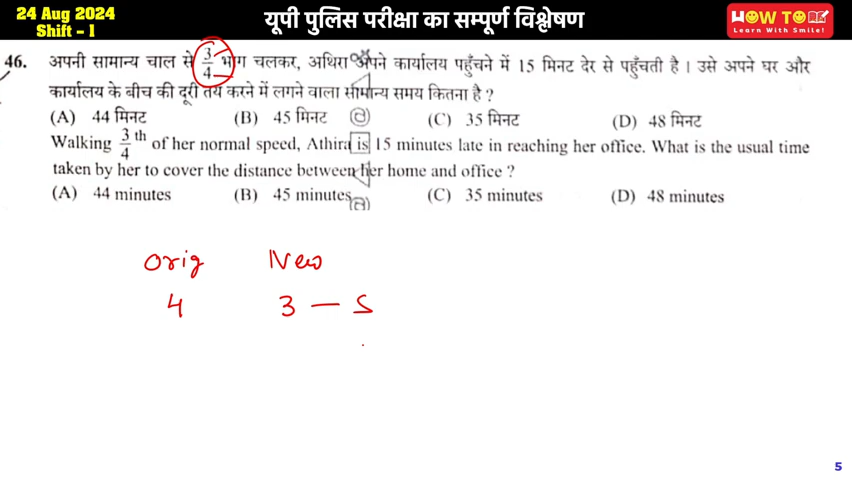 24 Aug 2024
Shift - I
यूपी पुलिस परीक्षा का सम्पूर्ण विश्लेषण
HOW TO
Learn With Smile!
46. अपनी सामान्य चाल से 3/4 भाग चलकर, अथिरा अपने कार्यालय पहुँचने में 15 मिनट देर से पहुँचती है । उसे अपने घर और
कार्यालय के बीच की दूरी तय करने में लगने वाला सामान्य समय कितना है ?
(A) 44 मिनट (B) 45 मिनट (C) 35 मिनट (D) 48 मिनट
Walking 3/4 th of her normal speed, Athira is 15 minutes late in reaching her office. What is the usual time
taken by her to cover the distance between her home and office ?
(A) 44 minutes (B) 45 minutes (C) 35 minutes (D) 48 minutes
Orig New
4 3 — S
5